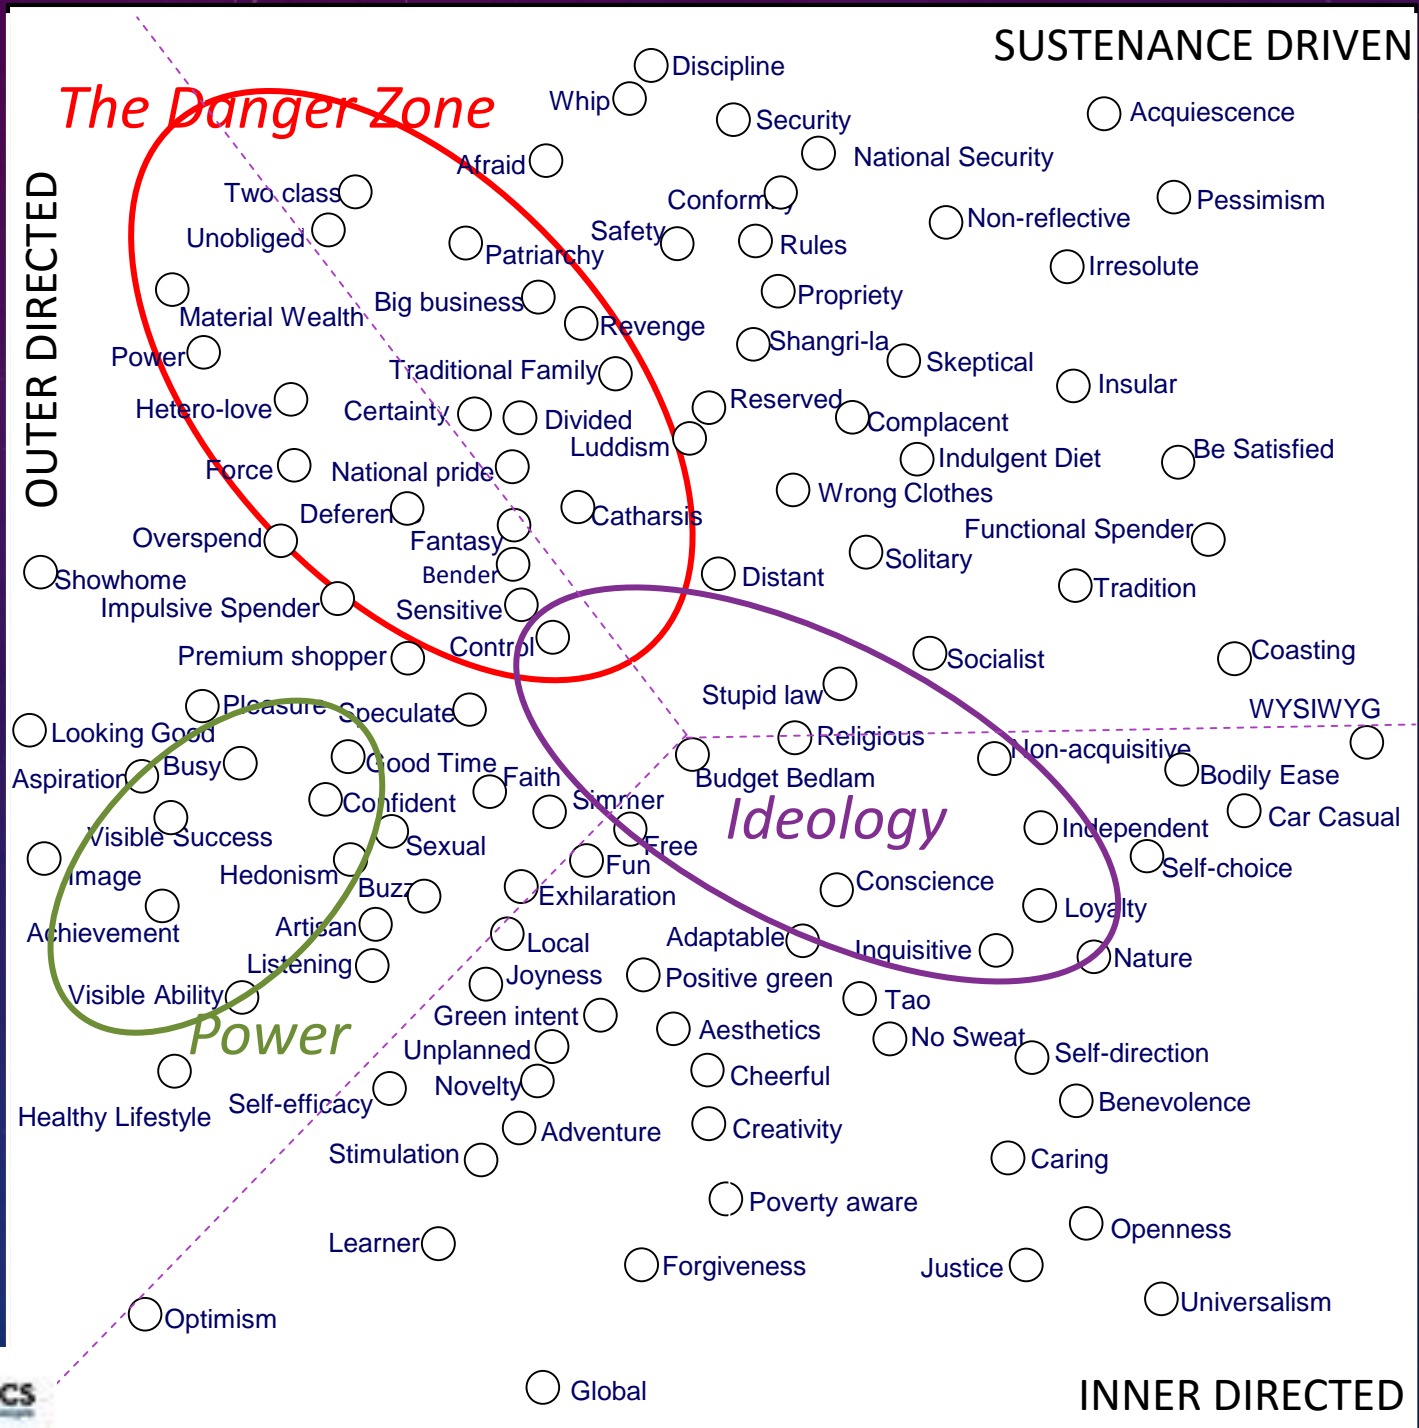 SUSTENANCE DRIVEN
Discipline
The Danger Zone
Whip
Security
Acquiescence
National Security
Afraid
Two class
Conformity
Pessimism
Non-reflective
Safety
Unobliged
Rules
Patriarchy
Irresolute
OUTER DIRECTED
Propriety
Big business
Material Wealth
Revenge
Shangri-la
Power
Skeptical
Traditional Family
Insular
Reserved
Hetero-love
Certainty
Divided
Complacent
Luddism
Be Satisfied
Indulgent Diet
Force
National pride
Wrong Clothes
Deferen
Catharsis
Functional Spender
Overspend
Fantasy
Solitary
Bender
Distant
Showhome
Tradition
Impulsive Spender
Sensitive
Control
Coasting
Premium shopper
Socialist
Stupid law
Pleasure
Speculate
WYSIWYG
Looking Good
Religious
Non-acquisitive
Busy
Good Time
Faith
Aspiration
Budget Bedlam
Bodily Ease
Confident
Simmer
Ideology
Car Casual
Visible Success
Independent
Sexual
Free
Fun
Self-choice
Image
Hedonism
Buzz
Exhilaration
Conscience
Loyalty
Achievement
Artisan
Local
Adaptable
Inquisitive
Nature
Listening
Joyness
Positive green
Visible Ability
Tao
Green intent
Power
Aesthetics
No Sweat
Unplanned
Self-direction
Novelty
Cheerful
Healthy Lifestyle
Self-efficacy
Benevolence
Adventure
Creativity
Stimulation
Caring
Poverty aware
Openness
Learner
Forgiveness
Justice
Universalism
Optimism
Global
INNER DIRECTED
CS